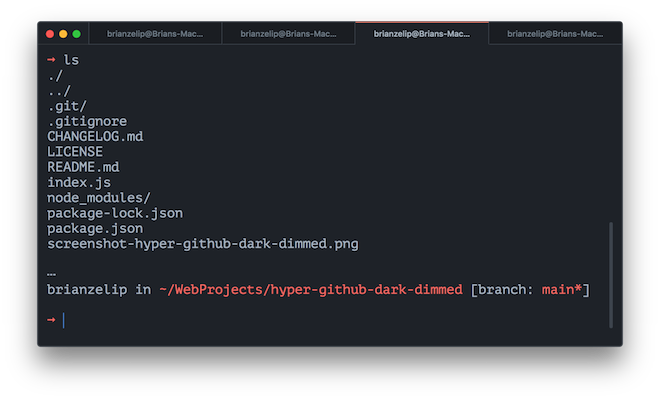 brianzelip@Brians-Mac… brianzelip@Brians-Mac… brianzelip@Brians-Mac… brianzelip@Brians-Mac…
→ ls
./
../
.git/
.gitignore
CHANGELOG.md
LICENSE
README.md
index.js
node_modules/
package-lock.json
package.json
screenshot-hyper-github-dark-dimmed.png
…
brianzelip in ~/WebProjects/hyper-github-dark-dimmed [branch: main*]
→